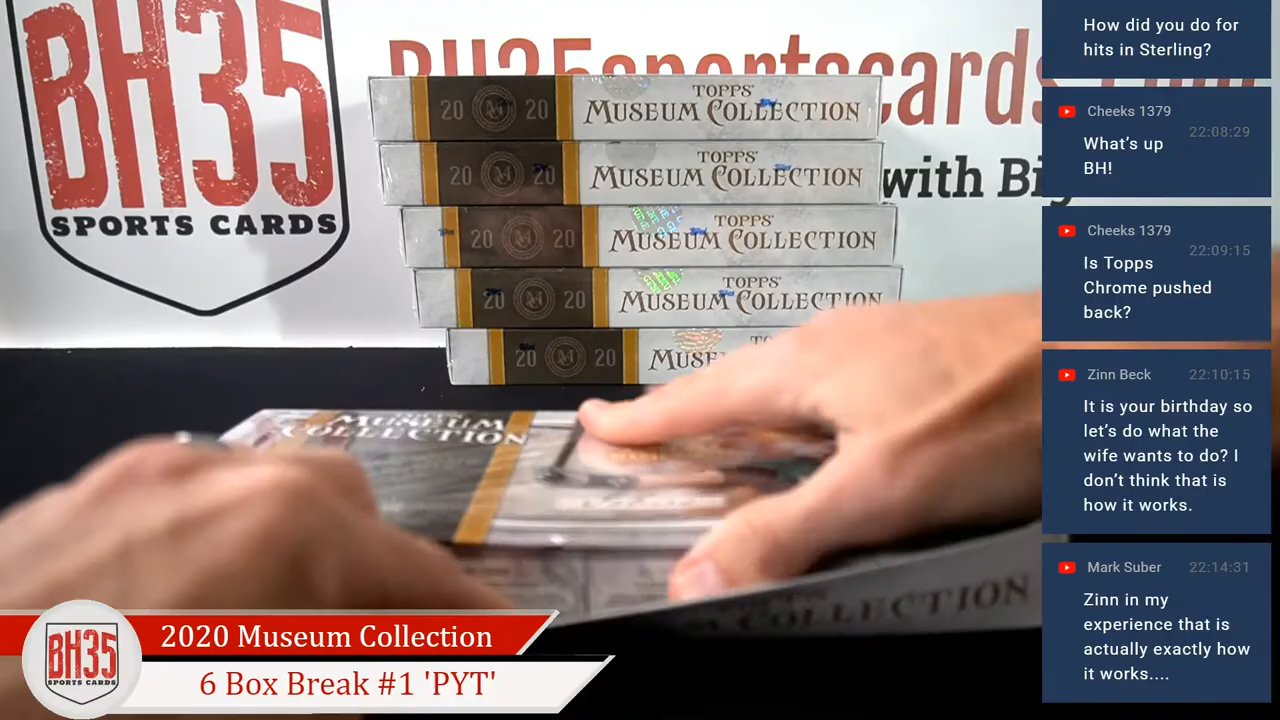 BH35
SPORTS CARDS
BH35sportscards.com
with Big
20 20
TOPPS
MUSEUM COLLECTION
20 20
TOPPS
MUSEUM COLLECTION
20 20
TOPPS
MUSEUM COLLECTION
20 20
TOPPS
MUSEUM COLLECTION
20 20
MUSE
MUSEUM
COLLECTION
COLLECTION
BH35
SPORTS CARDS
2020 Museum Collection
6 Box Break #1 'PYT'
How did you do for
hits in Sterling?
Cheeks 1379
22:08:29
What's up
BH!
Cheeks 1379
22:09:15
Is Topps
Chrome pushed
back?
Zinn Beck 22:10:15
It is your birthday so
let's do what the
wife wants to do? I
don't think that is
how it works.
Mark Suber 22:14:31
Zinn in my
experience that is
actually exactly how
it works....